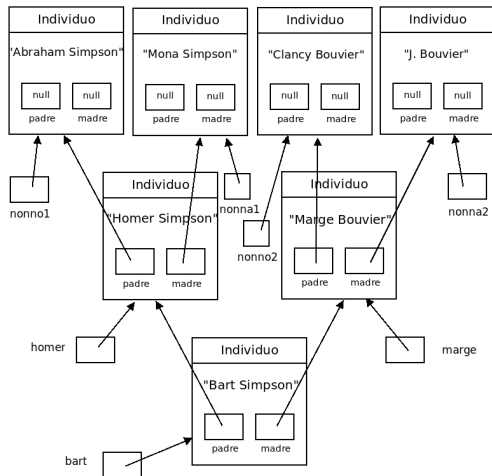 Individuo Individuo Individuo Individuo
"Abraham Simpson" "Mona Simpson" "Clancy Bouvier" "J. Bouvier"
null null null null null null null null
padre madre padre madre padre madre padre madre
Individuo Individuo
nonno1 nonna1 nonna2
"Homer Simpson" "Marge Bouvier"
nonno2
padre madre padre madre
Individuo
homer marge
"Bart Simpson"
padre madre
bart